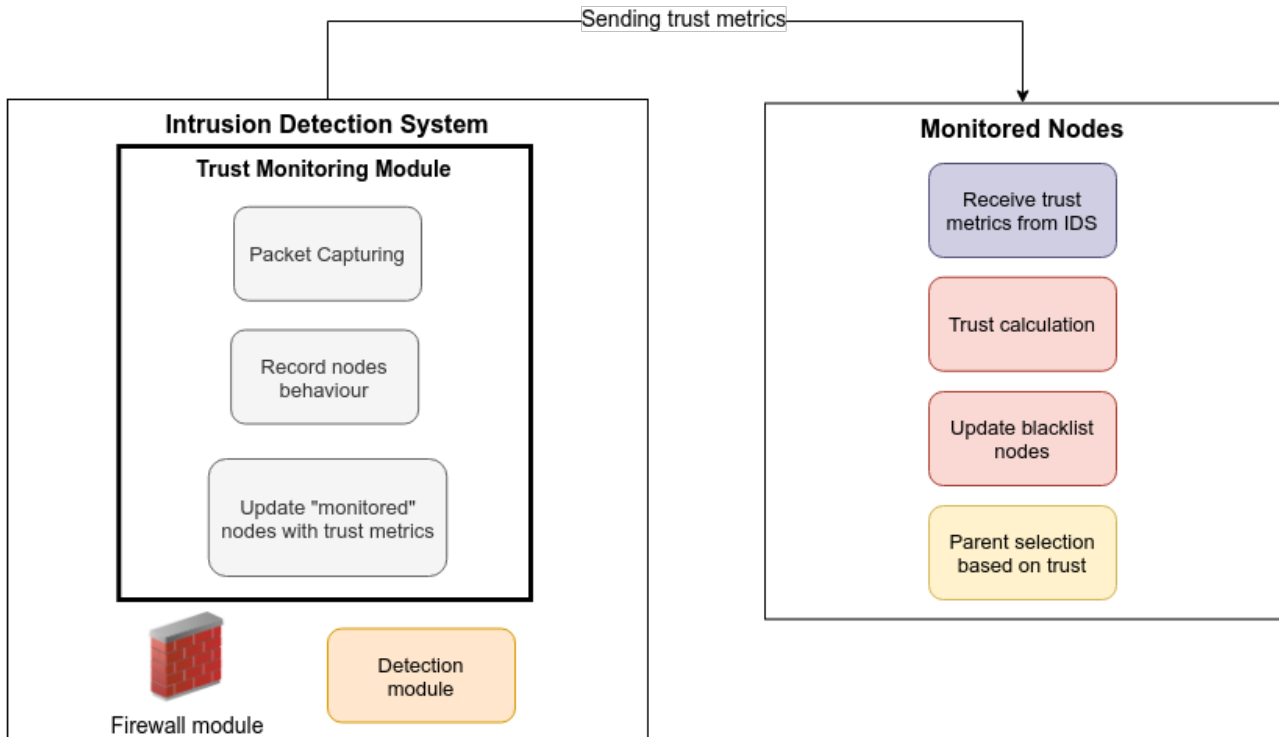 Sending trust metrics
Intrusion Detection System
Trust Monitoring Module
Packet Capturing
Record nodes
behaviour
Update "monitored"
nodes with trust metrics
Firewall module
Detection
module
Monitored Nodes
Receive trust
metrics from IDS
Trust calculation
Update blacklist
nodes
Parent selection
based on trust